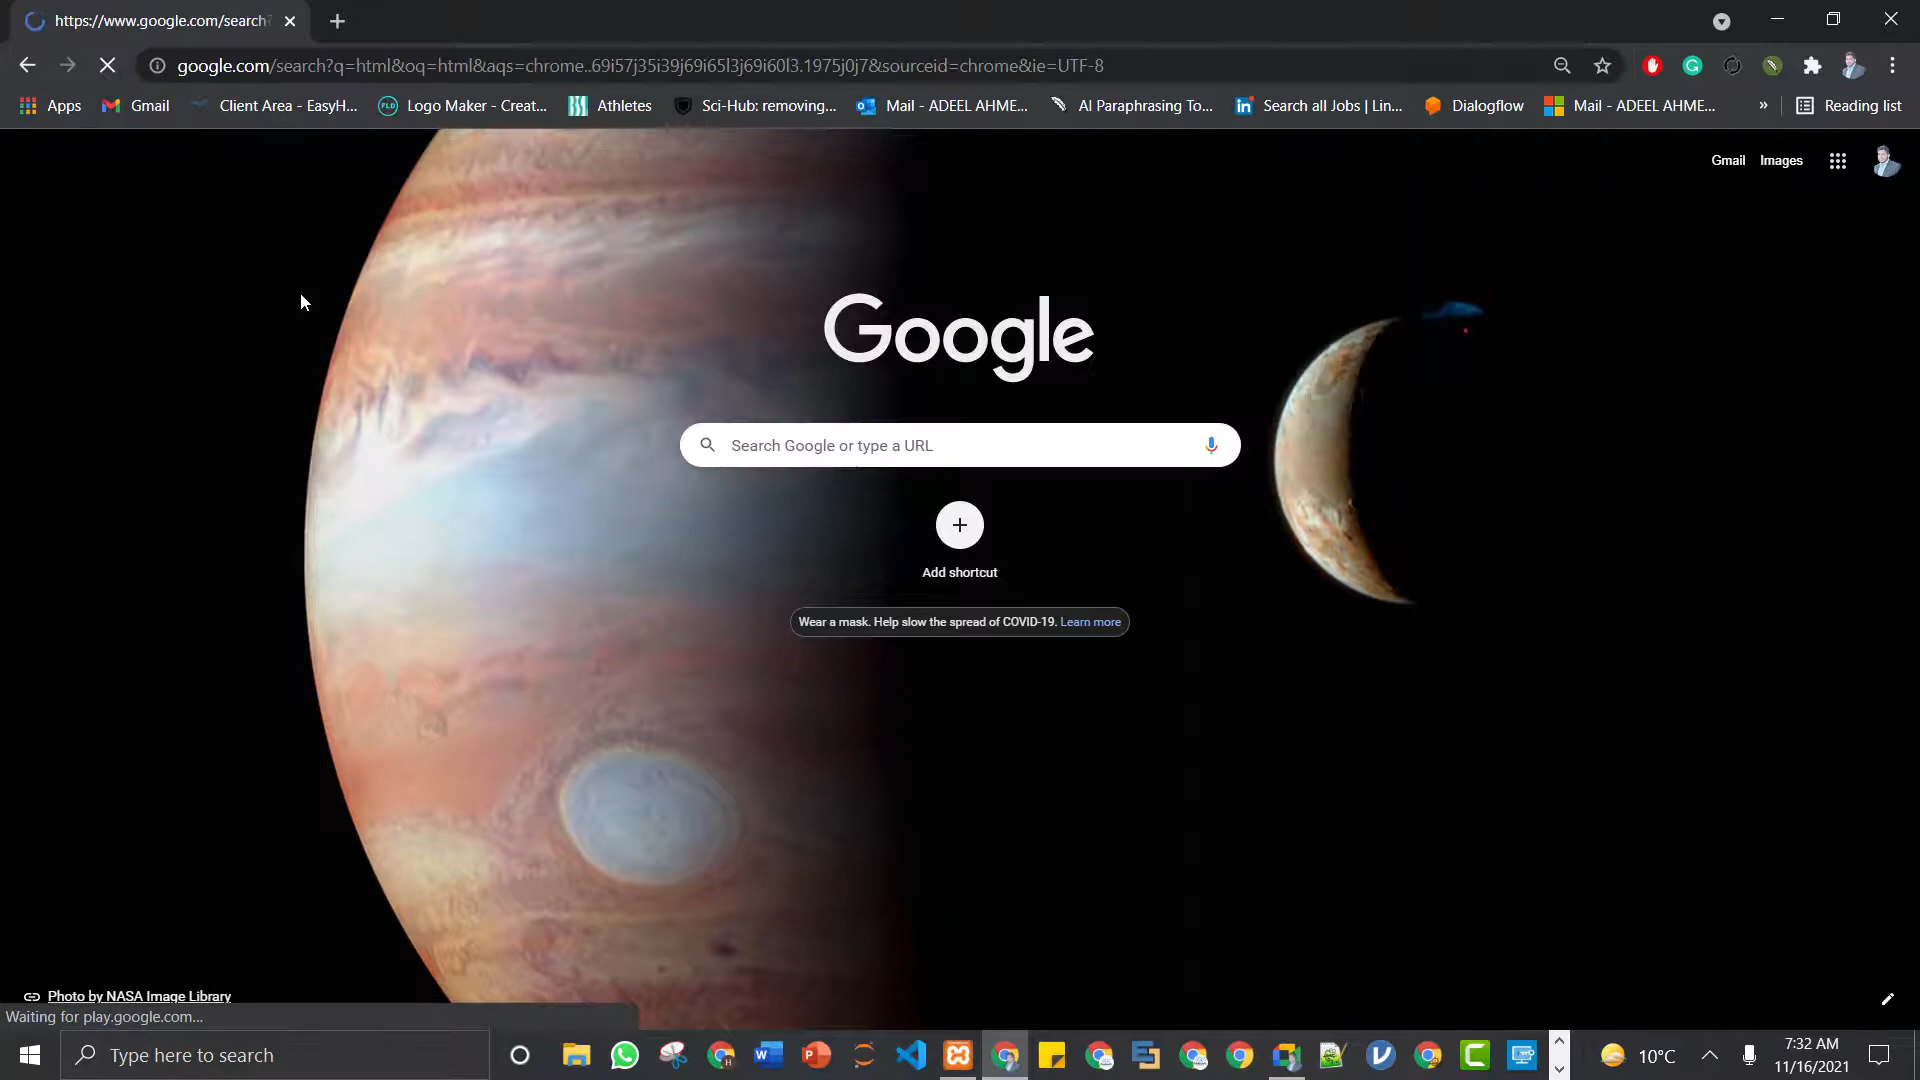 https://www.google.com/search?
google.com/search?q=html&oq=html&aqs=chrome..69i57j35i39j69i65l3j69i60l3.1975j0j7&sourceid=chrome&ie=UTF-8
Apps Gmail Client Area - EasyH... Logo Maker - Creat... Athletes Sci-Hub: removing... Mail - ADEEL AHME... AI Paraphrasing To... Search all Jobs | Lin... Dialogflow Mail - ADEEL AHME... » Reading list
Gmail Images
Google
Search Google or type a URL
Add shortcut
Wear a mask. Help slow the spread of COVID-19. Learn more
Photo by NASA Image Library
Waiting for play.google.com...
Type here to search
10°C
7:32 AM
11/16/2021